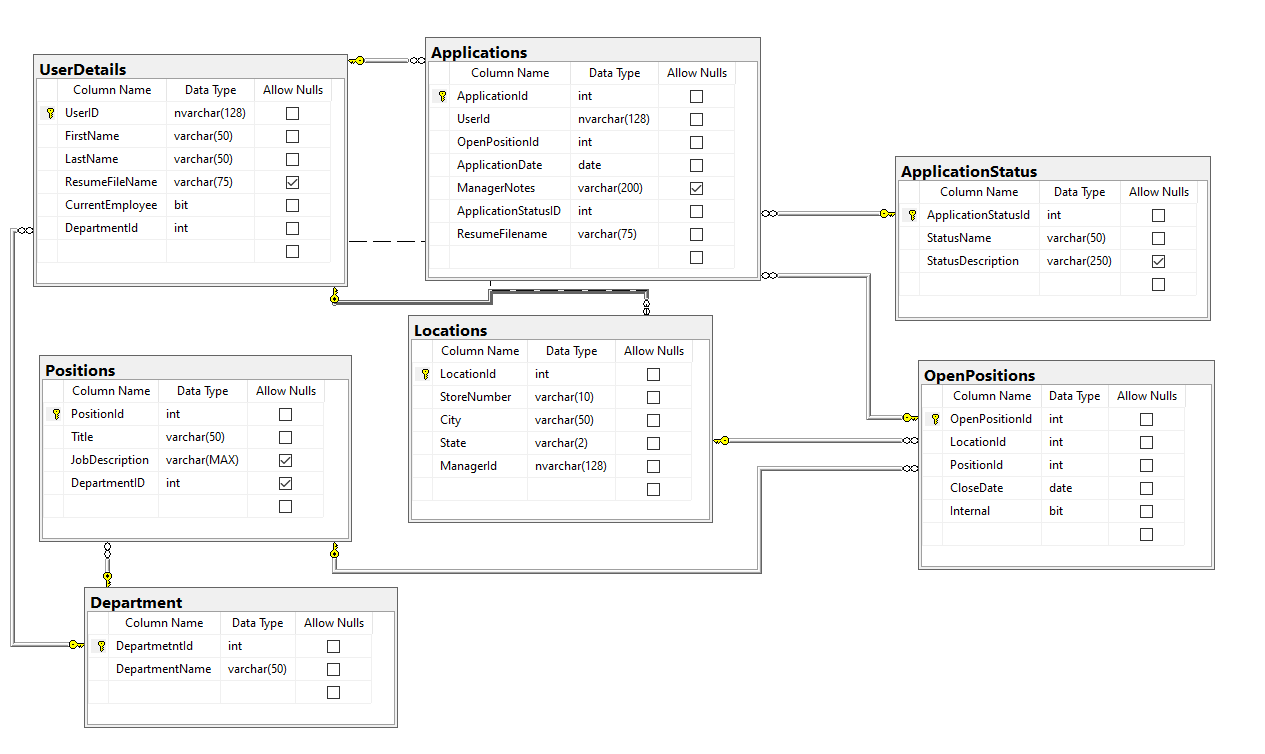 UserDetails
Column Name Data Type Allow Nulls
UserID nvarchar(128)
FirstName varchar(50)
LastName varchar(50)
ResumeFileName varchar(75)
CurrentEmployee bit
DepartmentId int
Applications
Column Name Data Type Allow Nulls
ApplicationId int
UserId nvarchar(128)
OpenPositionId int
ApplicationDate date
ManagerNotes varchar(200)
ApplicationStatusID int
ResumeFilename varchar(75)
ApplicationStatus
Column Name Data Type Allow Nulls
ApplicationStatusId int
StatusName varchar(50)
StatusDescription varchar(250)
Locations
Column Name Data Type Allow Nulls
LocationId int
StoreNumber varchar(10)
City varchar(50)
State varchar(2)
ManagerId nvarchar(128)
Positions
Column Name Data Type Allow Nulls
PositionId int
Title varchar(50)
JobDescription varchar(MAX)
DepartmentID int
OpenPositions
Column Name Data Type Allow Nulls
OpenPositionId int
LocationId int
PositionId int
CloseDate date
Internal bit
Department
Column Name Data Type Allow Nulls
DepartmetntId int
DepartmentName varchar(50)